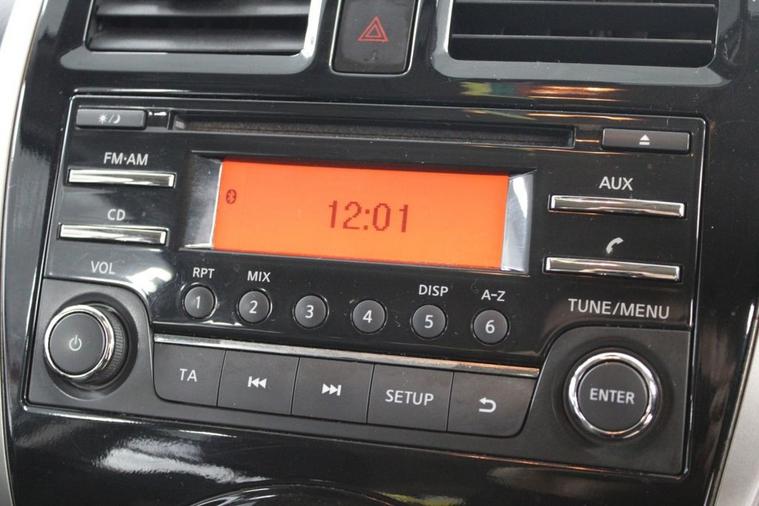 FM·AM
AUX
CD
12:01
VOL
RPT
MIX
DISP
A-Z
TUNE/MENU
1
2
3
4
5
6
TA
SETUP
ENTER